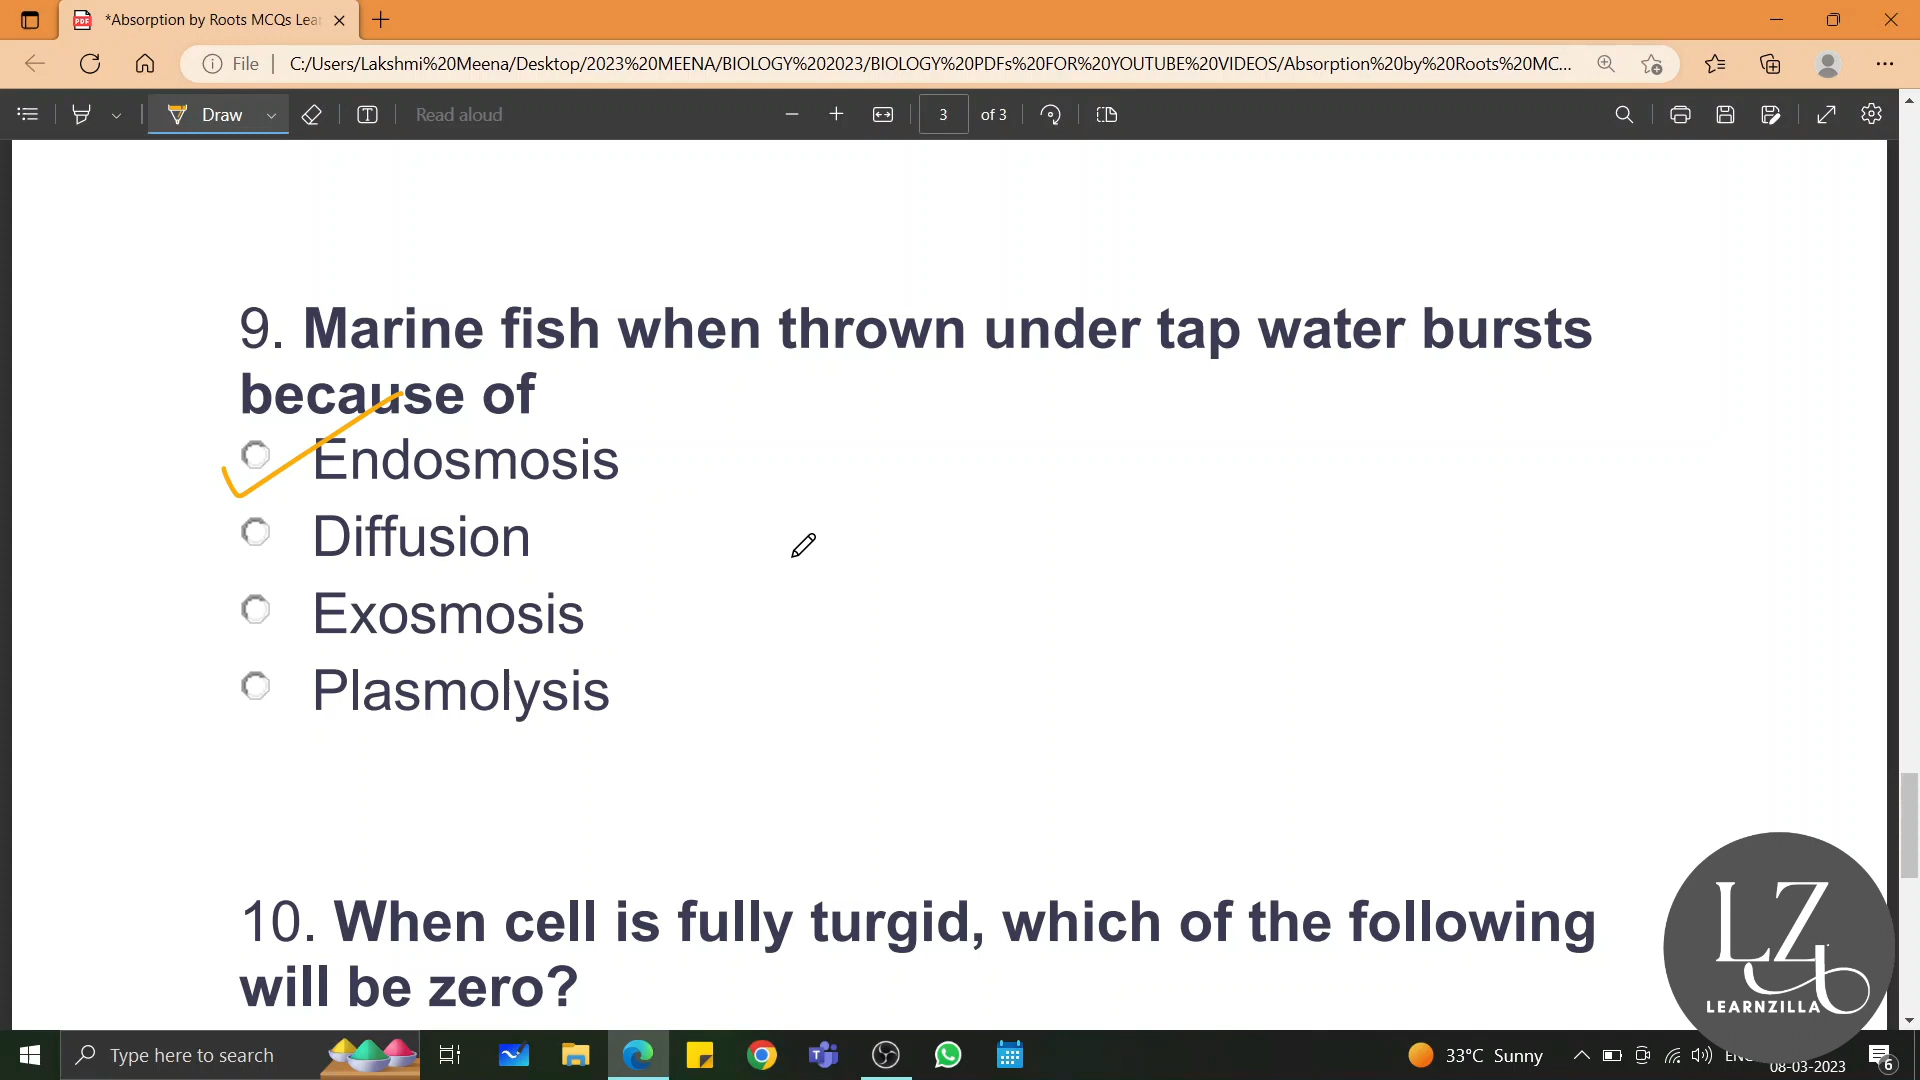 *Absorption by Roots MCQs Lea
File
C:/Users/Lakshmi%20Meena/Desktop/2023%20MEENA/BIOLOGY%202023/BIOLOGY%20PDFs%20FOR%20YOUTUBE%20VIDEOS/Absorption%20by%20Roots%20MC...
Draw
Read aloud
3
of 3
9. Marine fish when thrown under tap water bursts
because of
Endosmosis
Diffusion
Exosmosis
Plasmolysis
10. When cell is fully turgid, which of the following
will be zero?
LZ
LEARNZILLA
Type here to search
33°C Sunny
08-03-2023
6